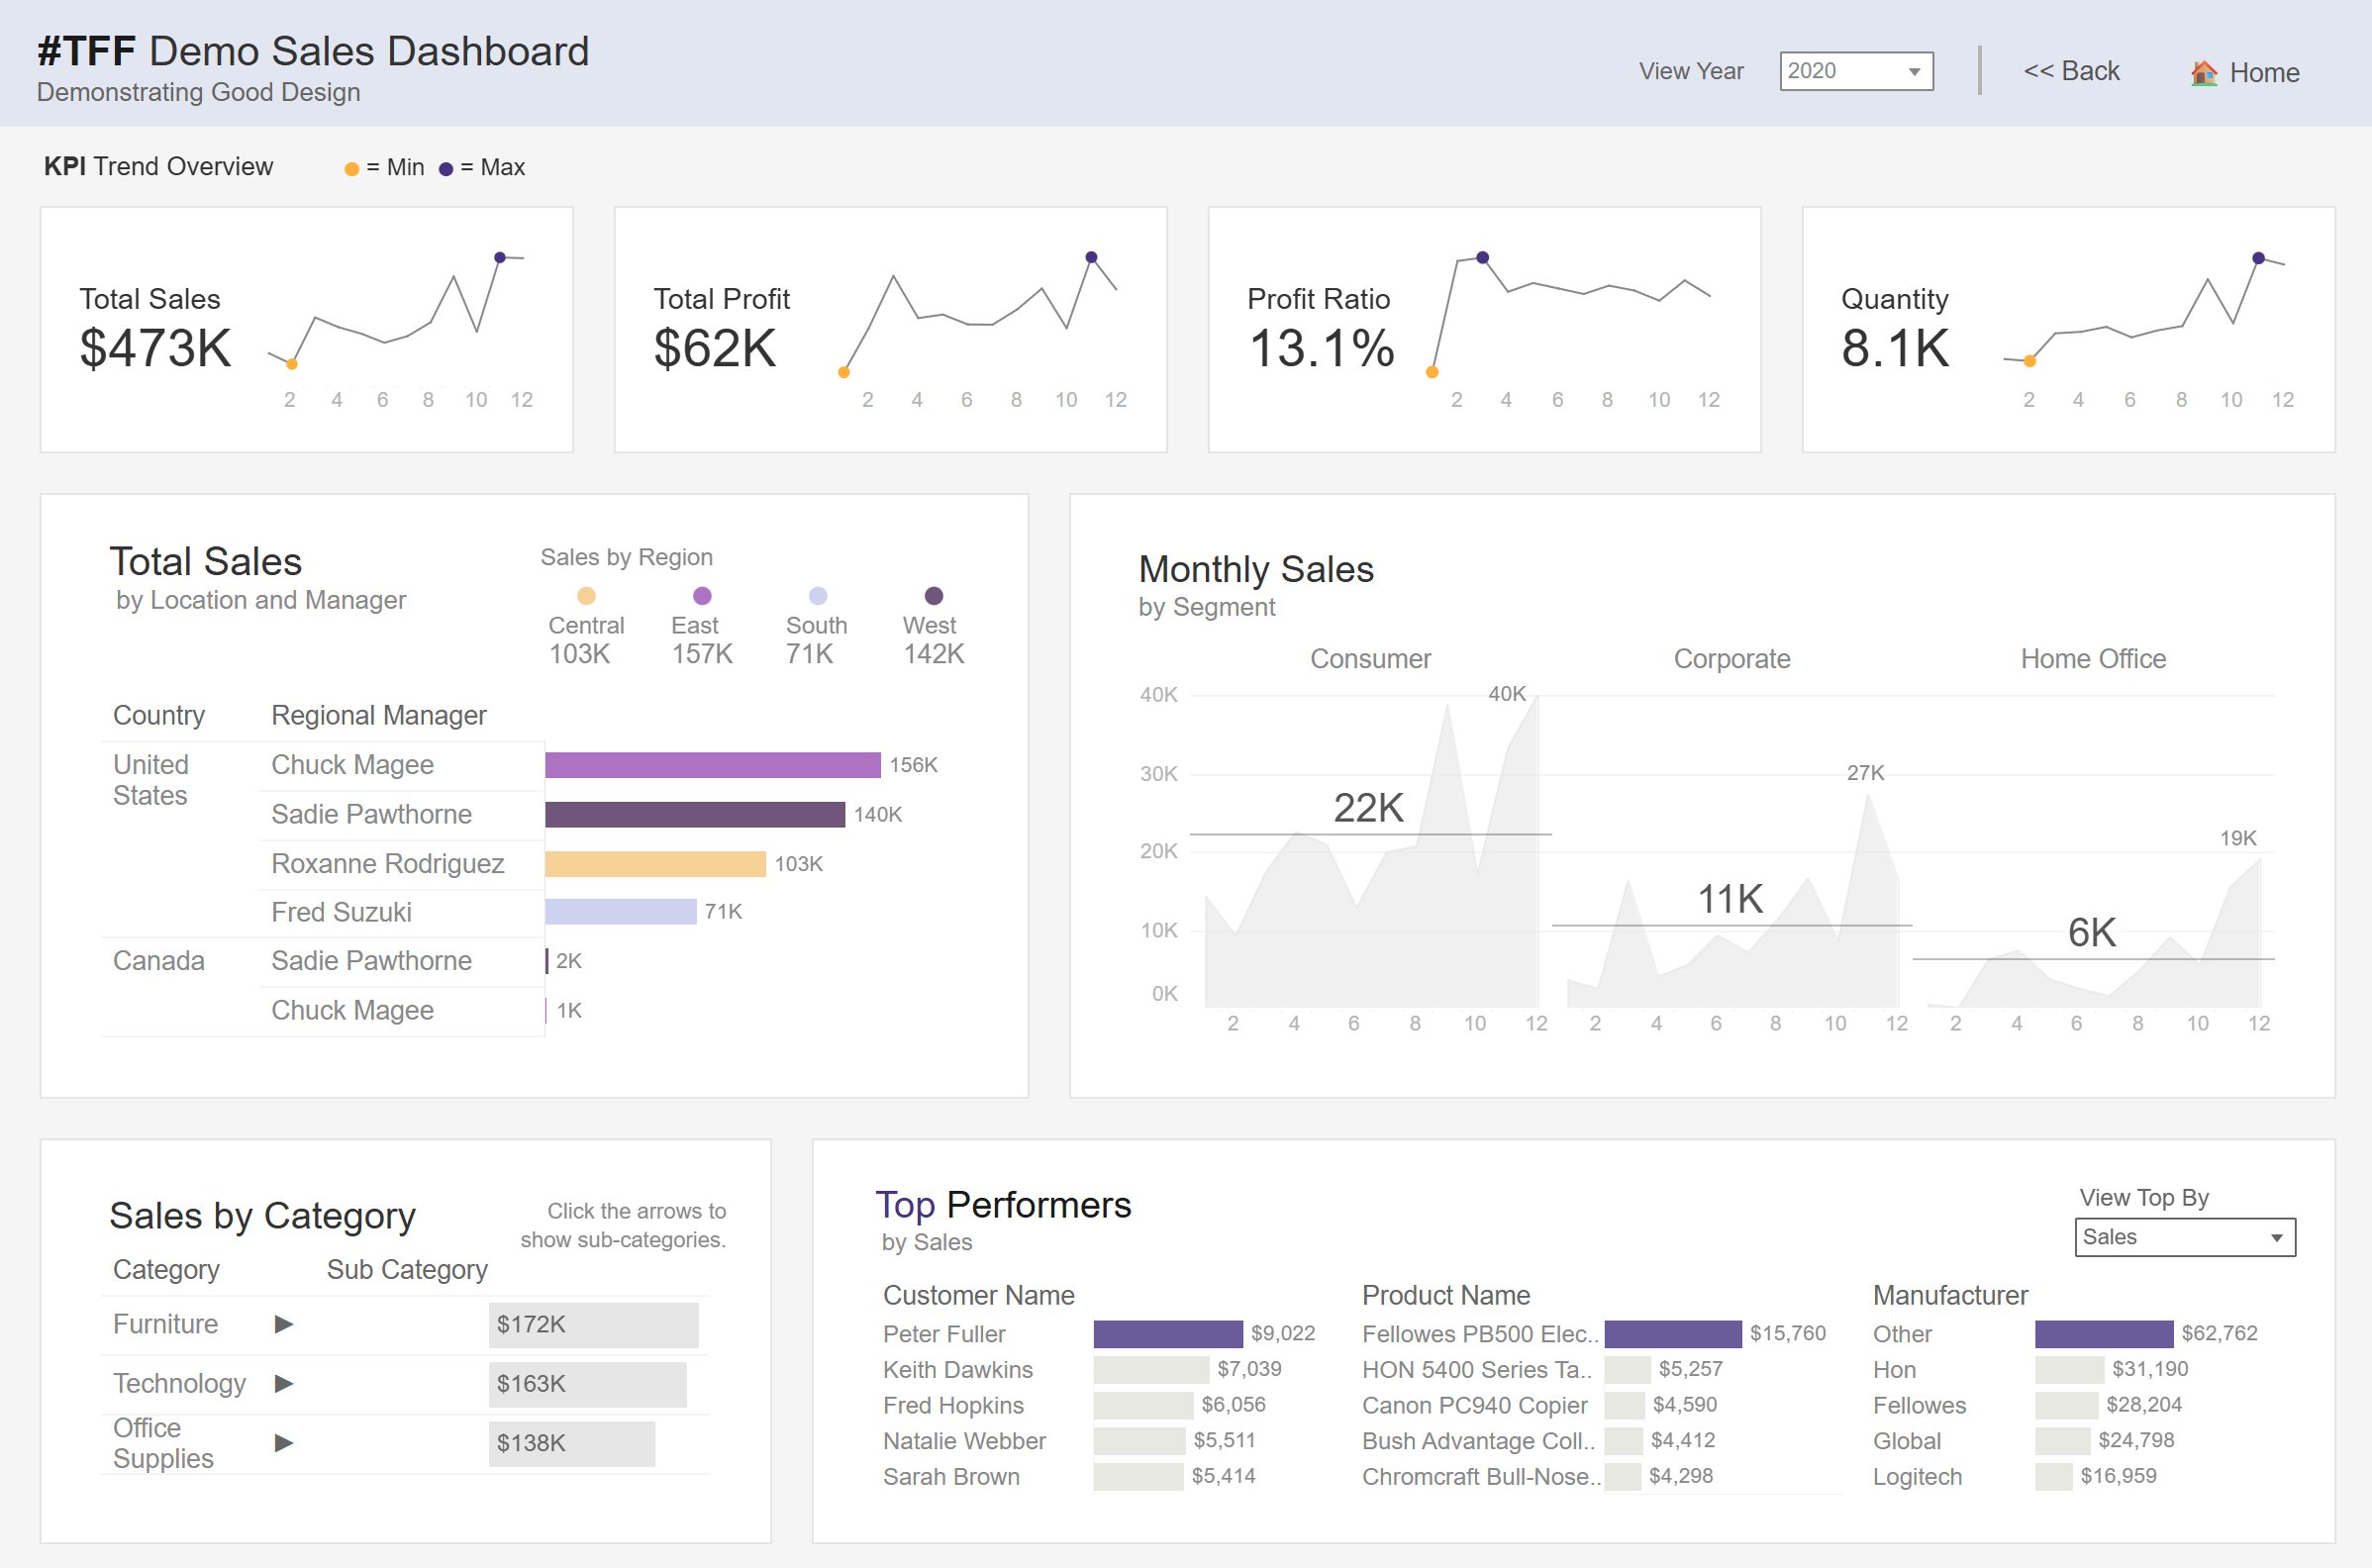 #TFF Demo Sales Dashboard
Demonstrating Good Design
View Year
2020
<< Back
Home
KPI Trend Overview
= Min
= Max
Total Sales
$473K
2 4 6 8 10 12
Total Profit
$62K
2 4 6 8 10 12
Profit Ratio
13.1%
2 4 6 8 10 12
Quantity
8.1K
2 4 6 8 10 12
Total Sales
by Location and Manager
Sales by Region
Central East South West
103K 157K 71K 142K
Country Regional Manager
United States Chuck Magee 156K
Sadie Pawthorne 140K
Roxanne Rodriguez 103K
Fred Suzuki 71K
Canada Sadie Pawthorne 2K
Chuck Magee 1K
Monthly Sales
by Segment
Consumer Corporate Home Office
40K
30K
20K
10K
0K
40K
22K
27K
11K
19K
6K
2 4 6 8 10 12 2 4 6 8 10 12 2 4 6 8 10 12
Sales by Category
Click the arrows to
show sub-categories.
Category Sub Category
Furniture $172K
Technology $163K
Office Supplies $138K
Top Performers
by Sales
View Top By
Sales
Customer Name
Peter Fuller $9,022
Keith Dawkins $7,039
Fred Hopkins $6,056
Natalie Webber $5,511
Sarah Brown $5,414
Product Name
Fellowes PB500 Elec.. $15,760
HON 5400 Series Ta.. $5,257
Canon PC940 Copier $4,590
Bush Advantage Coll.. $4,412
Chromcraft Bull-Nose.. $4,298
Manufacturer
Other $62,762
Hon $31,190
Fellowes $28,204
Global $24,798
Logitech $16,959